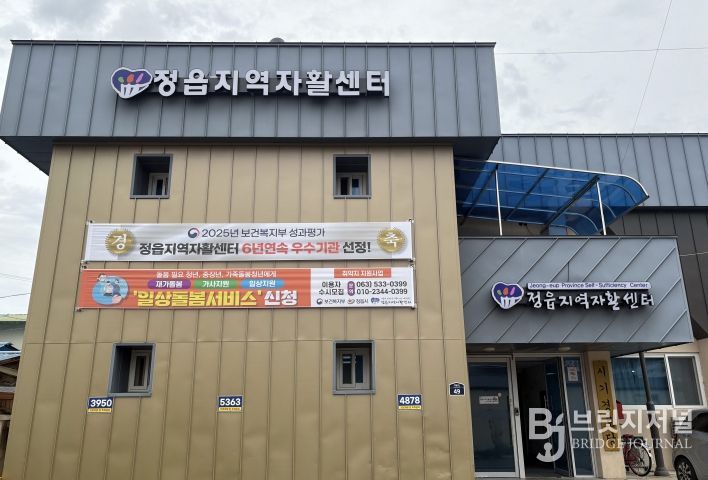 정읍지역자활센터
경 2025년 보건복지부 성과평가 축
정읍지역자활센터 6년연속 우수기관 선정!
돌봄 필요 청년, 중장년, 가족돌봄청년에게
재가돌봄 가사지원 일상지원
'일상돌봄서비스' 신청
취약지 지원사업
이용자 수시모집
063) 533-0399
010-2344-0399
보건복지부 정읍시
Jeong-eup Province Self-Sufficiency Center
정읍지역자활센터
3950
5363
4878
49
브릿지저널
BRIDGE JOURNAL